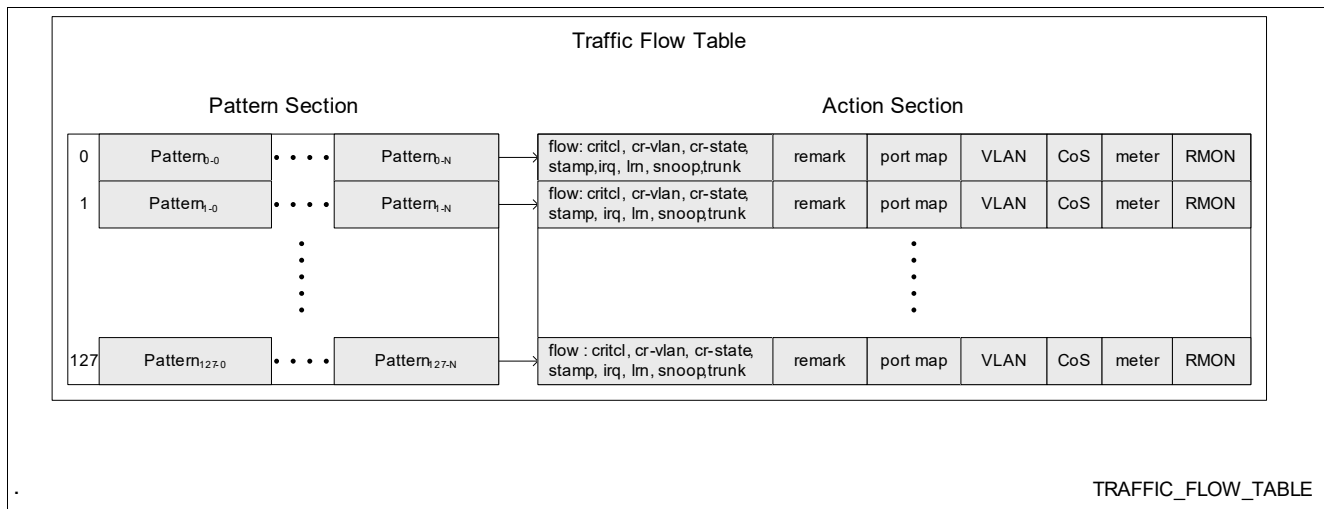 Traffic Flow Table
Pattern Section
Action Section
0 Pattern0-0 Pattern0-N flow: critcl, cr-vlan, cr-state, stamp,irq, lrn, snoop,trunk remark port map VLAN CoS meter RMON
1 Pattern1-0 Pattern1-N flow: critcl, cr-vlan, cr-state, stamp, irq, lrn, snoop,trunk remark port map VLAN CoS meter RMON
127 Pattern127-0 Pattern127-N flow : critcl, cr-vlan, cr-state, stamp, irq, lrn, snoop,trunk remark port map VLAN CoS meter RMON
.
TRAFFIC_FLOW_TABLE